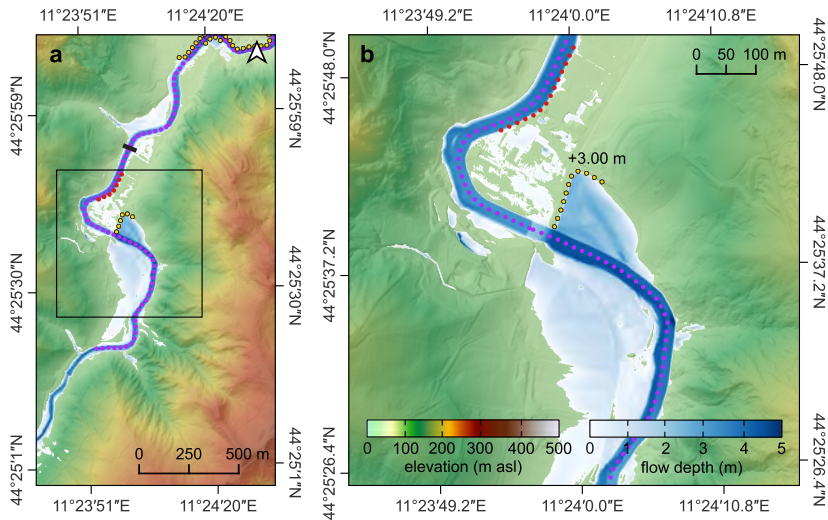 11°23′51″E 11°24′20″E
11°23′49.2″E 11°24′0.0″E 11°24′10.8″E
a
b
0 50 100 m
44°25′59″N
44°25′59″N
44°25′48.0″N
44°25′48.0″N
+3.00 m
44°25′30″N
44°25′30″N
44°25′37.2″N
44°25′37.2″N
0 250 500 m
0 100 200 300 400 500
elevation (m asl)
0 1 2 3 4 5
flow depth (m)
44°25′1″N
44°25′1″N
44°25′26.4″N
44°25′26.4″N
11°23′51″E 11°24′20″E
11°23′49.2″E 11°24′0.0″E 11°24′10.8″E